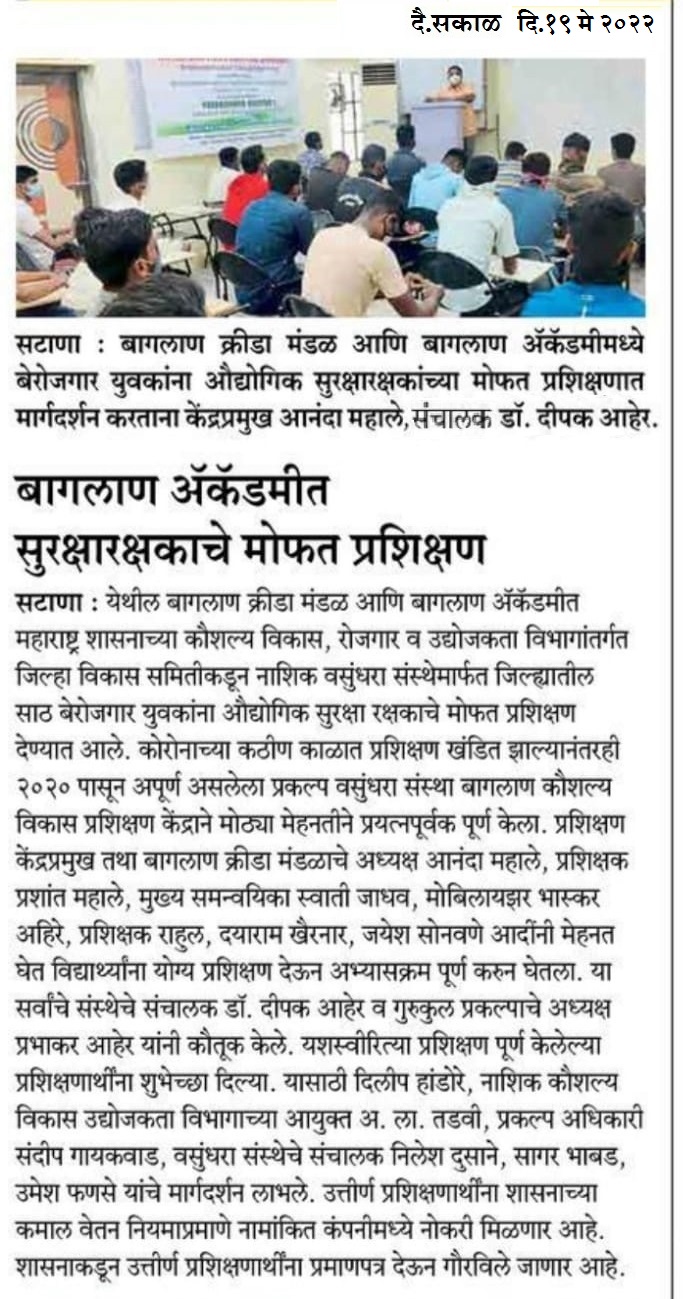 दै.सकाळ दि.१९ मे २०२२
सटाणा : बागलाण क्रीडा मंडळ आणि बागलाण ॲकॅडमीमध्ये
बेरोजगार युवकांना औद्योगिक सुरक्षारक्षकांच्या मोफत प्रशिक्षणात
मार्गदर्शन करताना केंद्रप्रमुख आनंदा महाले,संचालक डॉ. दीपक आहेर.
बागलाण ॲकॅडमीत
सुरक्षारक्षकाचे मोफत प्रशिक्षण
सटाणा : येथील बागलाण क्रीडा मंडळ आणि बागलाण ॲकॅडमीत
महाराष्ट्र शासनाच्या कौशल्य विकास, रोजगार व उद्योजकता विभागांतर्गत
जिल्हा विकास समितीकडून नाशिक वसुंधरा संस्थेमार्फत जिल्ह्यातील
साठ बेरोजगार युवकांना औद्योगिक सुरक्षा रक्षकाचे मोफत प्रशिक्षण
देण्यात आले. कोरोनाच्या कठीण काळात प्रशिक्षण खंडित झाल्यानंतरही
२०२० पासून अपूर्ण असलेला प्रकल्प वसुंधरा संस्था बागलाण कौशल्य
विकास प्रशिक्षण केंद्राने मोठ्या मेहनतीने प्रयत्नपूर्वक पूर्ण केला. प्रशिक्षण
केंद्रप्रमुख तथा बागलाण क्रीडा मंडळाचे अध्यक्ष आनंदा महाले, प्रशिक्षक
प्रशांत महाले, मुख्य समन्वयिका स्वाती जाधव, मोबिलायझर भास्कर
अहिरे, प्रशिक्षक राहुल, दयाराम खैरनार, जयेश सोनवणे आदींनी मेहनत
घेत विद्यार्थ्यांना योग्य प्रशिक्षण देऊन अभ्यासक्रम पूर्ण करुन घेतला. या
सर्वांचे संस्थेचे संचालक डॉ. दीपक आहेर व गुरुकुल प्रकल्पाचे अध्यक्ष
प्रभाकर आहेर यांनी कौतूक केले. यशस्वीरित्या प्रशिक्षण पूर्ण केलेल्या
प्रशिक्षणार्थींना शुभेच्छा दिल्या. यासाठी दिलीप हांडोरे, नाशिक कौशल्य
विकास उद्योजकता विभागाच्या आयुक्त अ. ला. तडवी, प्रकल्प अधिकारी
संदीप गायकवाड, वसुंधरा संस्थेचे संचालक निलेश दुसाने, सागर भाबड,
उमेश फणसे यांचे मार्गदर्शन लाभले. उत्तीर्ण प्रशिक्षणार्थींना शासनाच्या
कमाल वेतन नियमाप्रमाणे नामांकित कंपनीमध्ये नोकरी मिळणार आहे.
शासनाकडून उत्तीर्ण प्रशिक्षणार्थींना प्रमाणपत्र देऊन गौरविले जाणार आहे.